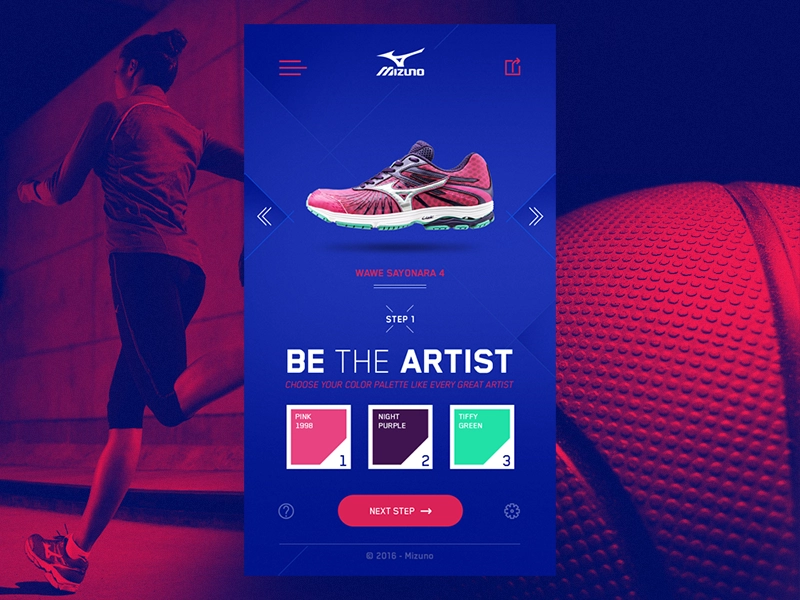 MIZUNO
WAWE SAYONARA 4
STEP 1
BE THE ARTIST
CHOOSE YOUR COLOR PALETTE LIKE EVERY GREAT ARTIST
PINK
1998
1
NIGHT
PURPLE
2
TIFFY
GREEN
3
?
NEXT STEP →
© 2016 - Mizuno